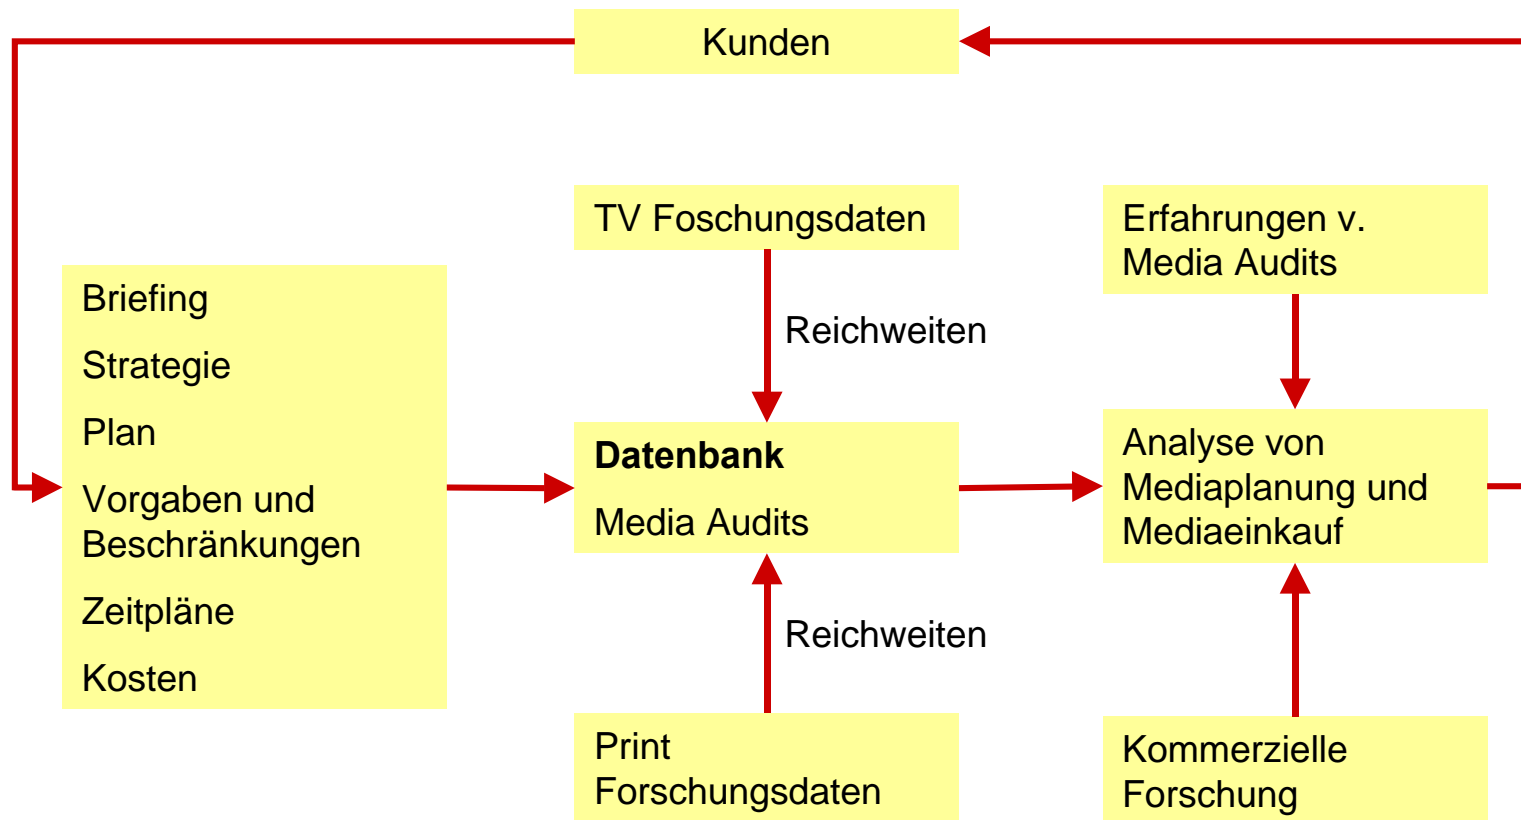 Kunden
TV Foschungsdaten
Erfahrungen v.
Media Audits
Briefing
Strategie
Plan
Vorgaben und
Beschränkungen
Zeitpläne
Kosten
Reichweiten
Datenbank
Media Audits
Analyse von
Mediaplanung und
Mediaeinkauf
Reichweiten
Print
Forschungsdaten
Kommerzielle
Forschung